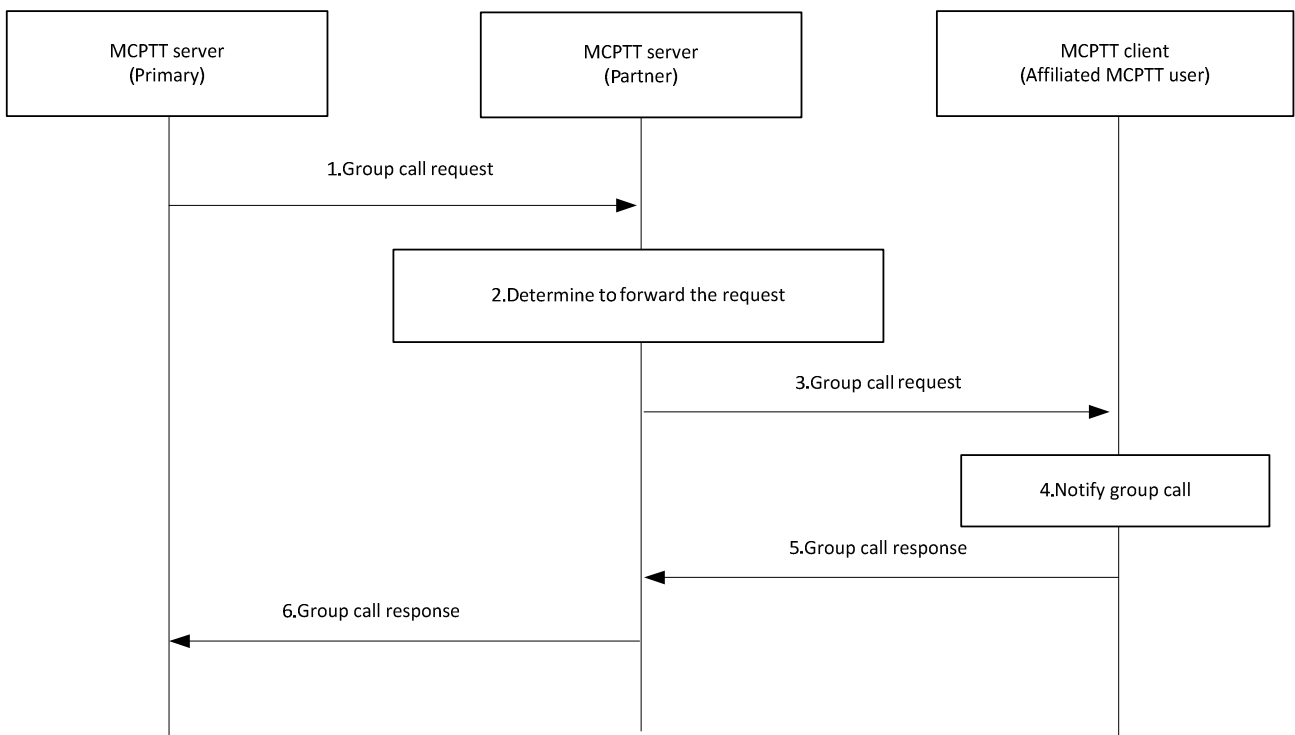 MCPTT server
(Primary)
MCPTT server
(Partner)
MCPTT client
(Affiliated MCPTT user)
1.Group call request
2.Determine to forward the request
3.Group call request
4.Notify group call
5.Group call response
6.Group call response